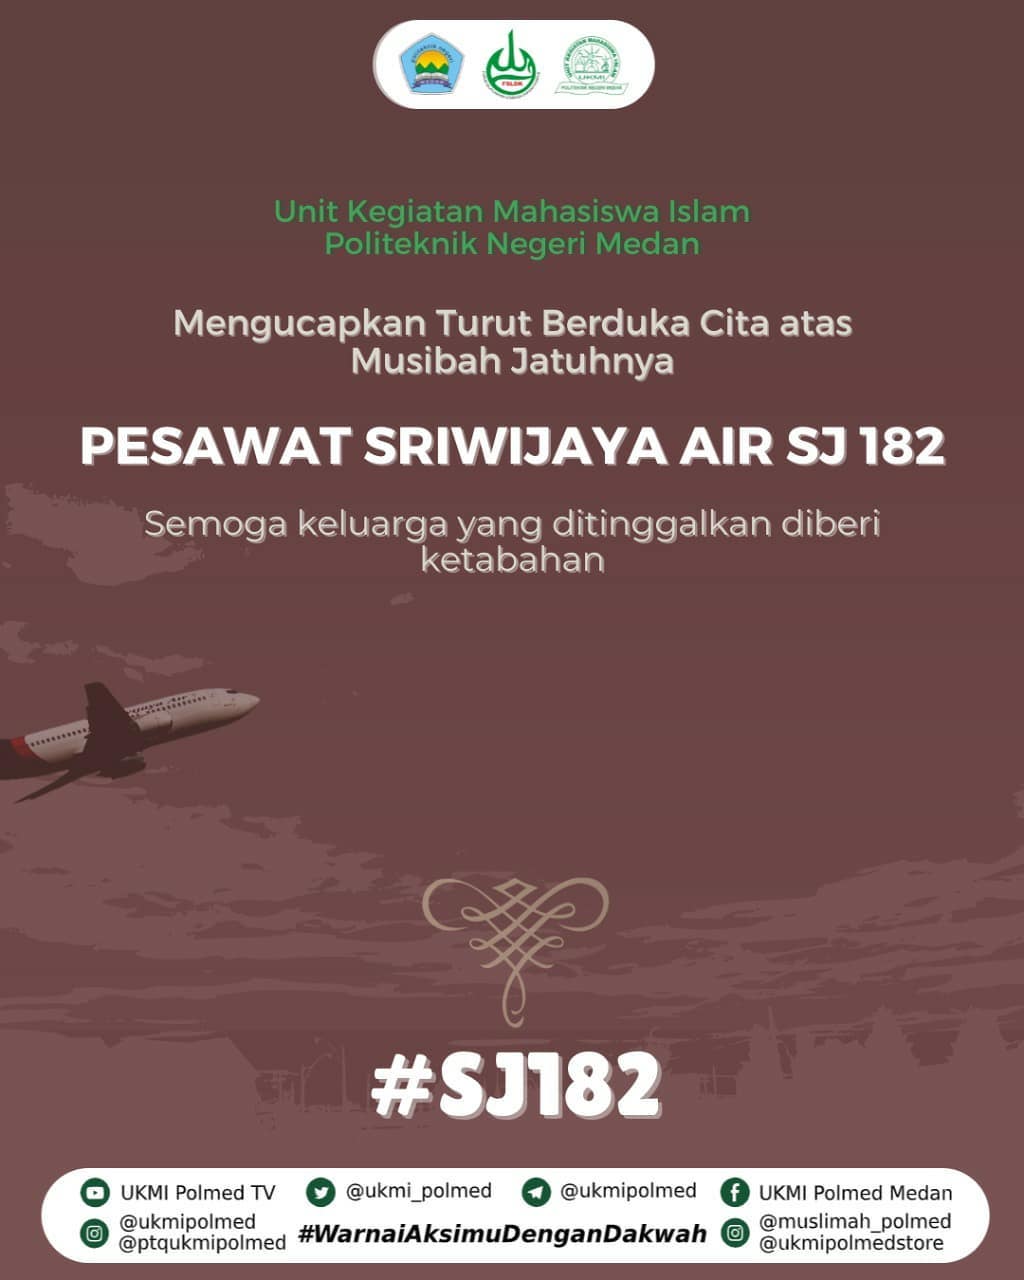 Unit Kegiatan Mahasiswa Islam
Politeknik Negeri Medan
Mengucapkan Turut Berduka Cita atas
Musibah Jatuhnya
PESAWAT SRIWIJAYA AIR SJ 182
Semoga keluarga yang ditinggalkan diberi
ketabahan
#SJ182
UKMI Polmed TV
@ukmi_polmed
@ukmipolmed
UKMI Polmed Medan
@ukmipolmed
@ptqukmipolmed
#WarnaiAksimuDenganDakwah
@muslimah_polmed
@ukmipolmedstore